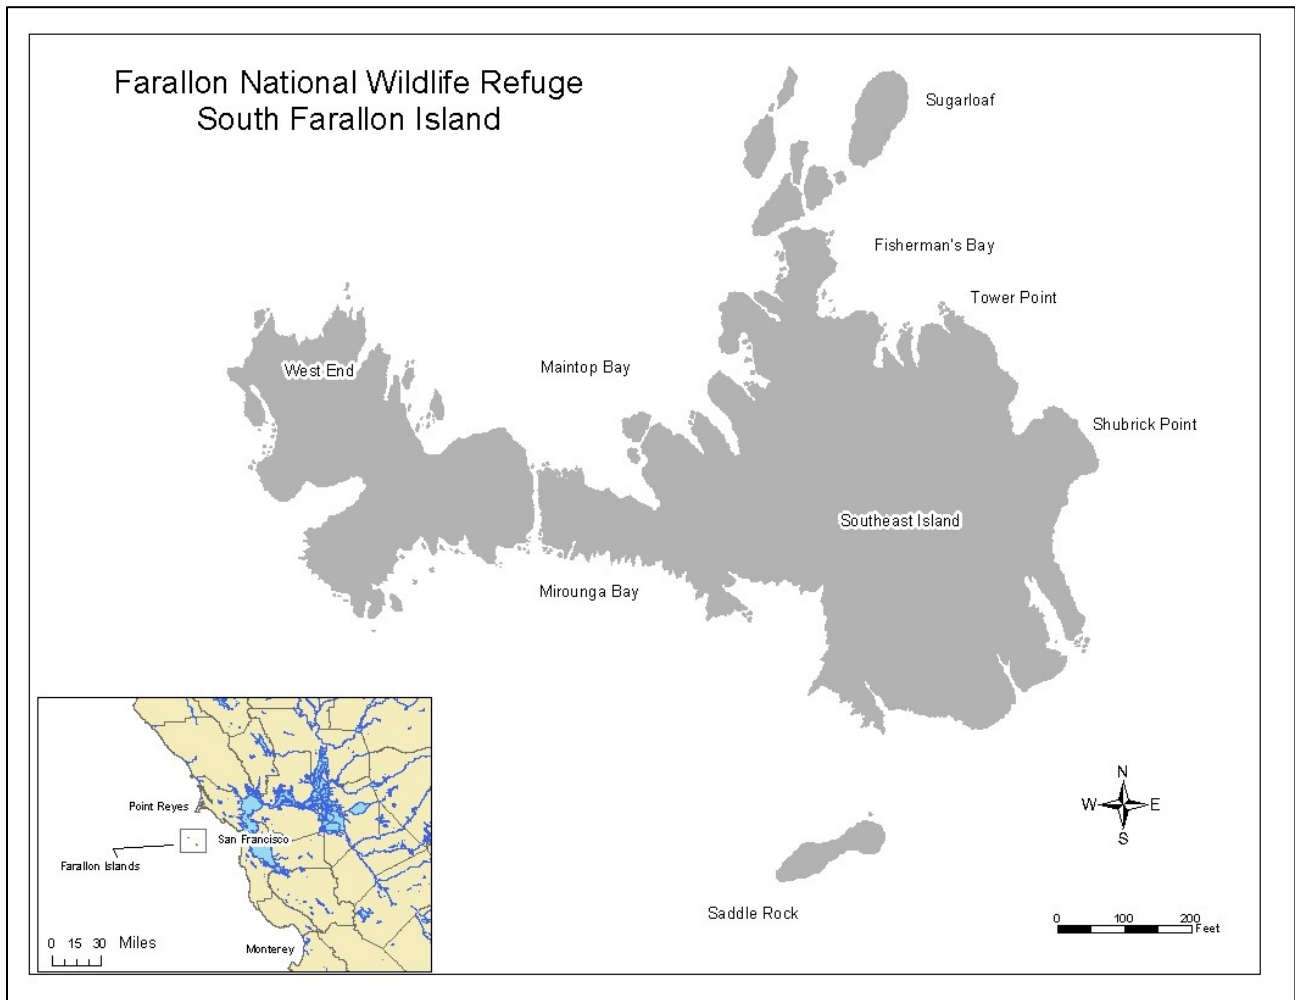 Farallon National Wildlife Refuge
South Farallon Island
Sugarloaf
Fisherman's Bay
Tower Point
West End
Maintop Bay
Shubrick Point
Southeast Island
Mirounga Bay
Saddle Rock
N
W E
S
0 100 200
Feet
Point Reyes
San Francisco
Farallon Islands
Monterey
0 15 30 Miles